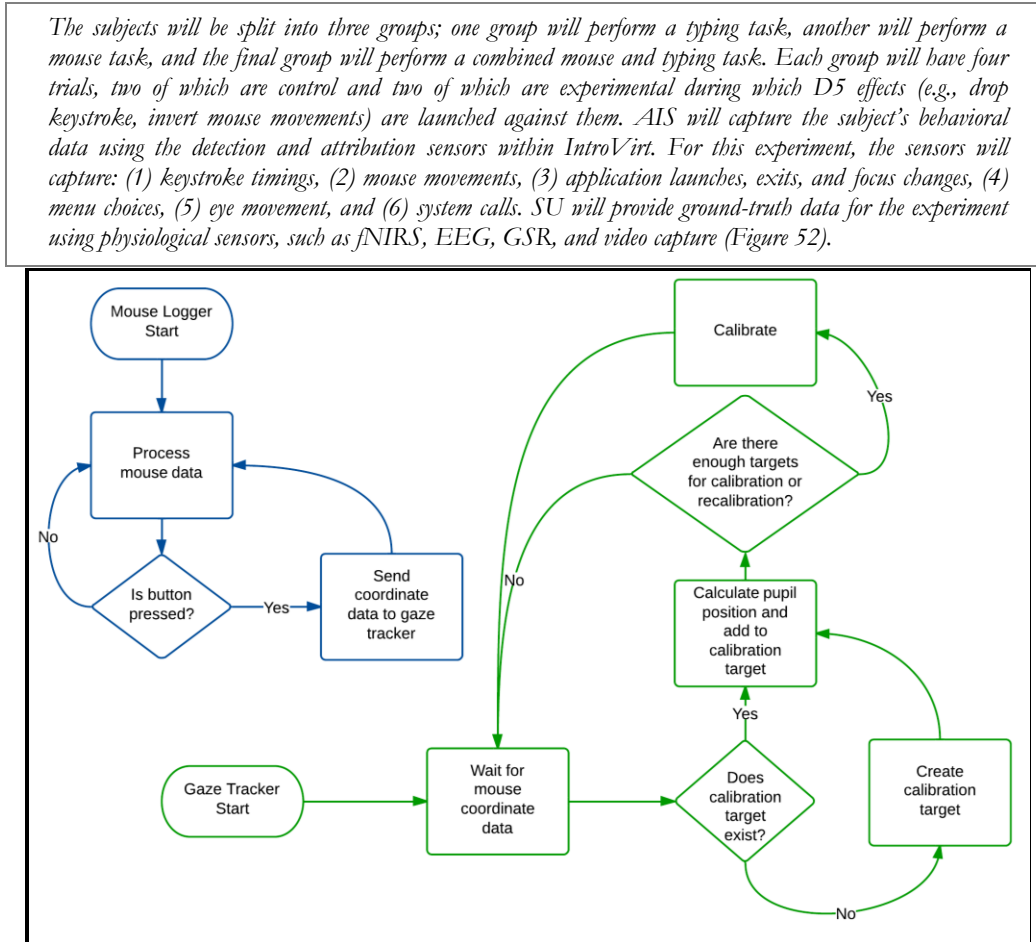 The subjects will be split into three groups; one group will perform a typing task, another will perform a
mouse task, and the final group will perform a combined mouse and typing task. Each group will have four
trials, two of which are control and two of which are experimental during which D5 effects (e.g., drop
keystroke, invert mouse movements) are launched against them. AIS will capture the subject's behavioral
data using the detection and attribution sensors within IntroVirt. For this experiment, the sensors will
capture: (1) keystroke timings, (2) mouse movements, (3) application launches, exits, and focus changes, (4)
menu choices, (5) eye movement, and (6) system calls. SU will provide ground-truth data for the experiment
using physiological sensors, such as fNIRS, EEG, GSR, and video capture (Figure 52).
Mouse Logger
Start
Process
mouse data
No
Is button
pressed?
Yes
Send
coordinate
data to gaze
tracker
Calibrate
Yes
Are there
enough targets
for calibration or
recalibration?
No
Calculate pupil
position and
add to
calibration
target
Yes
Gaze Tracker
Start
Wait for
mouse
coordinate
data
Does
calibration
target
exist?
Create
calibration
target
No